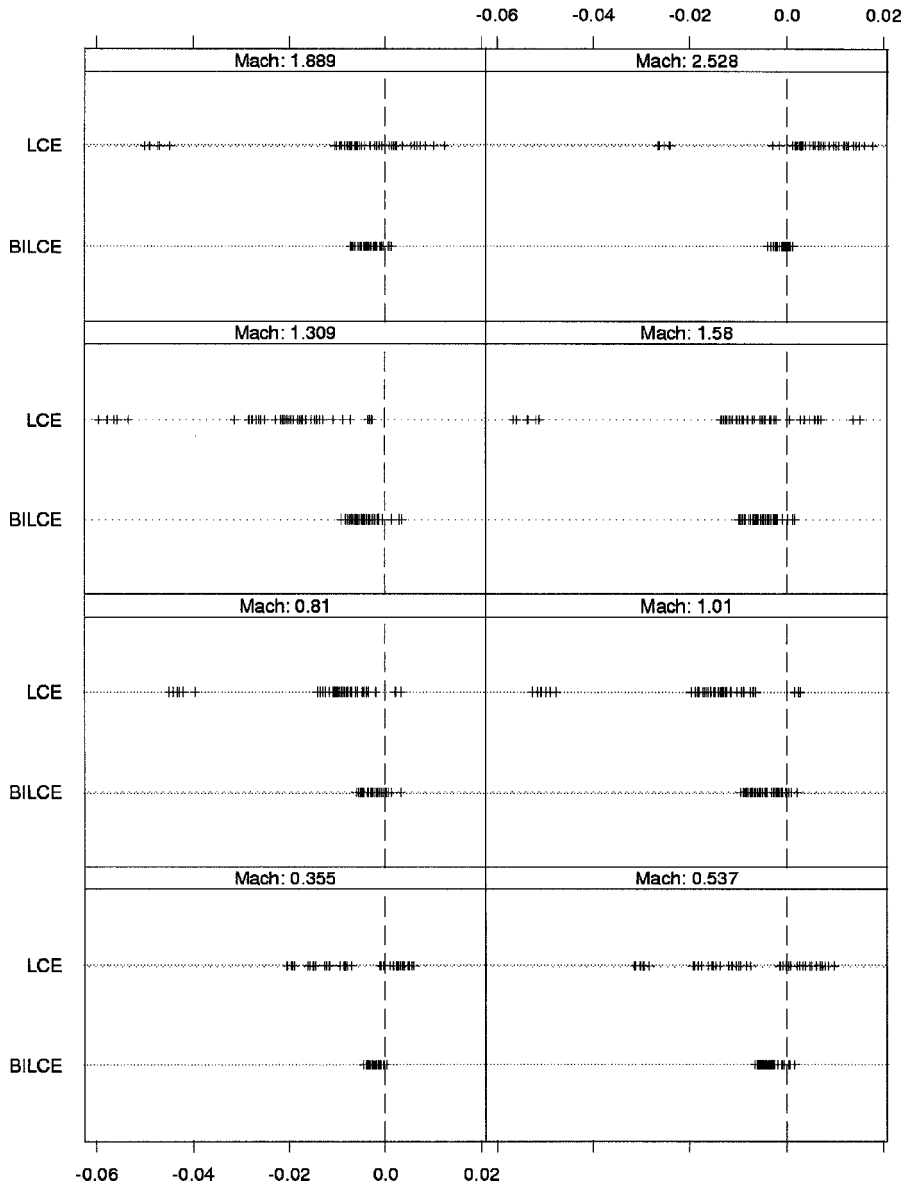 -0.06 -0.04 -0.02 0.0 0.02
Mach: 1.889 Mach: 2.528
LCE
BILCE
Mach: 1.309 Mach: 1.58
LCE
BILCE
Mach: 0.81 Mach: 1.01
LCE
BILCE
Mach: 0.355 Mach: 0.537
LCE
BILCE
-0.06 -0.04 -0.02 0.0 0.02